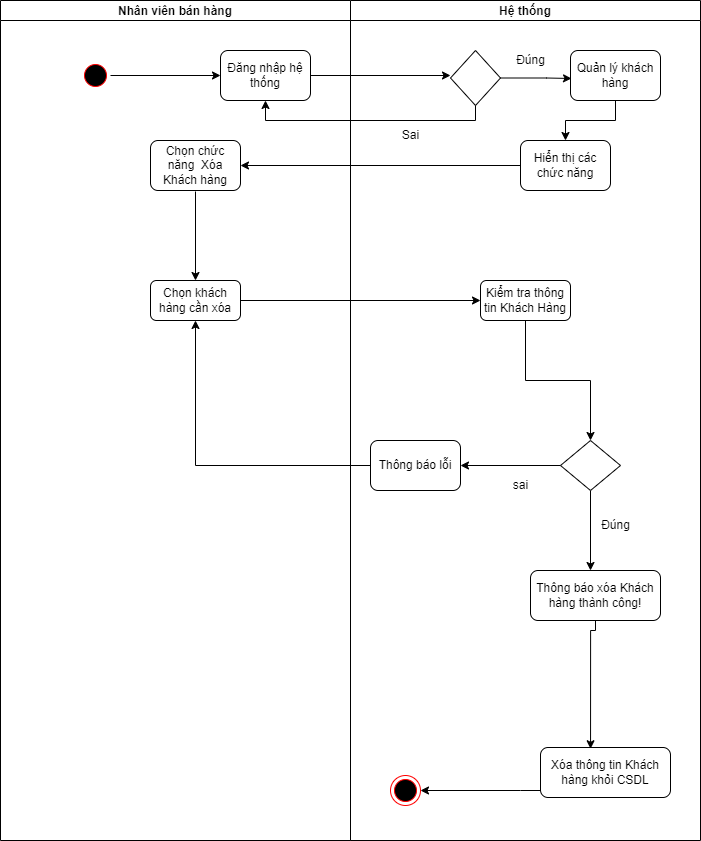 Nhân viên bán hàng
Hệ thống
Đăng nhập hệ
thống
Đúng
Quản lý khách
hàng
Sai
Chọn chức
năng Xóa
Khách hàng
Hiển thị các
chức năng
Chọn khách
hàng cần xóa
Kiểm tra thông
tin Khách Hàng
Thông báo lỗi
sai
Đúng
Thông báo xóa Khách
hàng thành công!
Xóa thông tin Khách
hàng khỏi CSDL